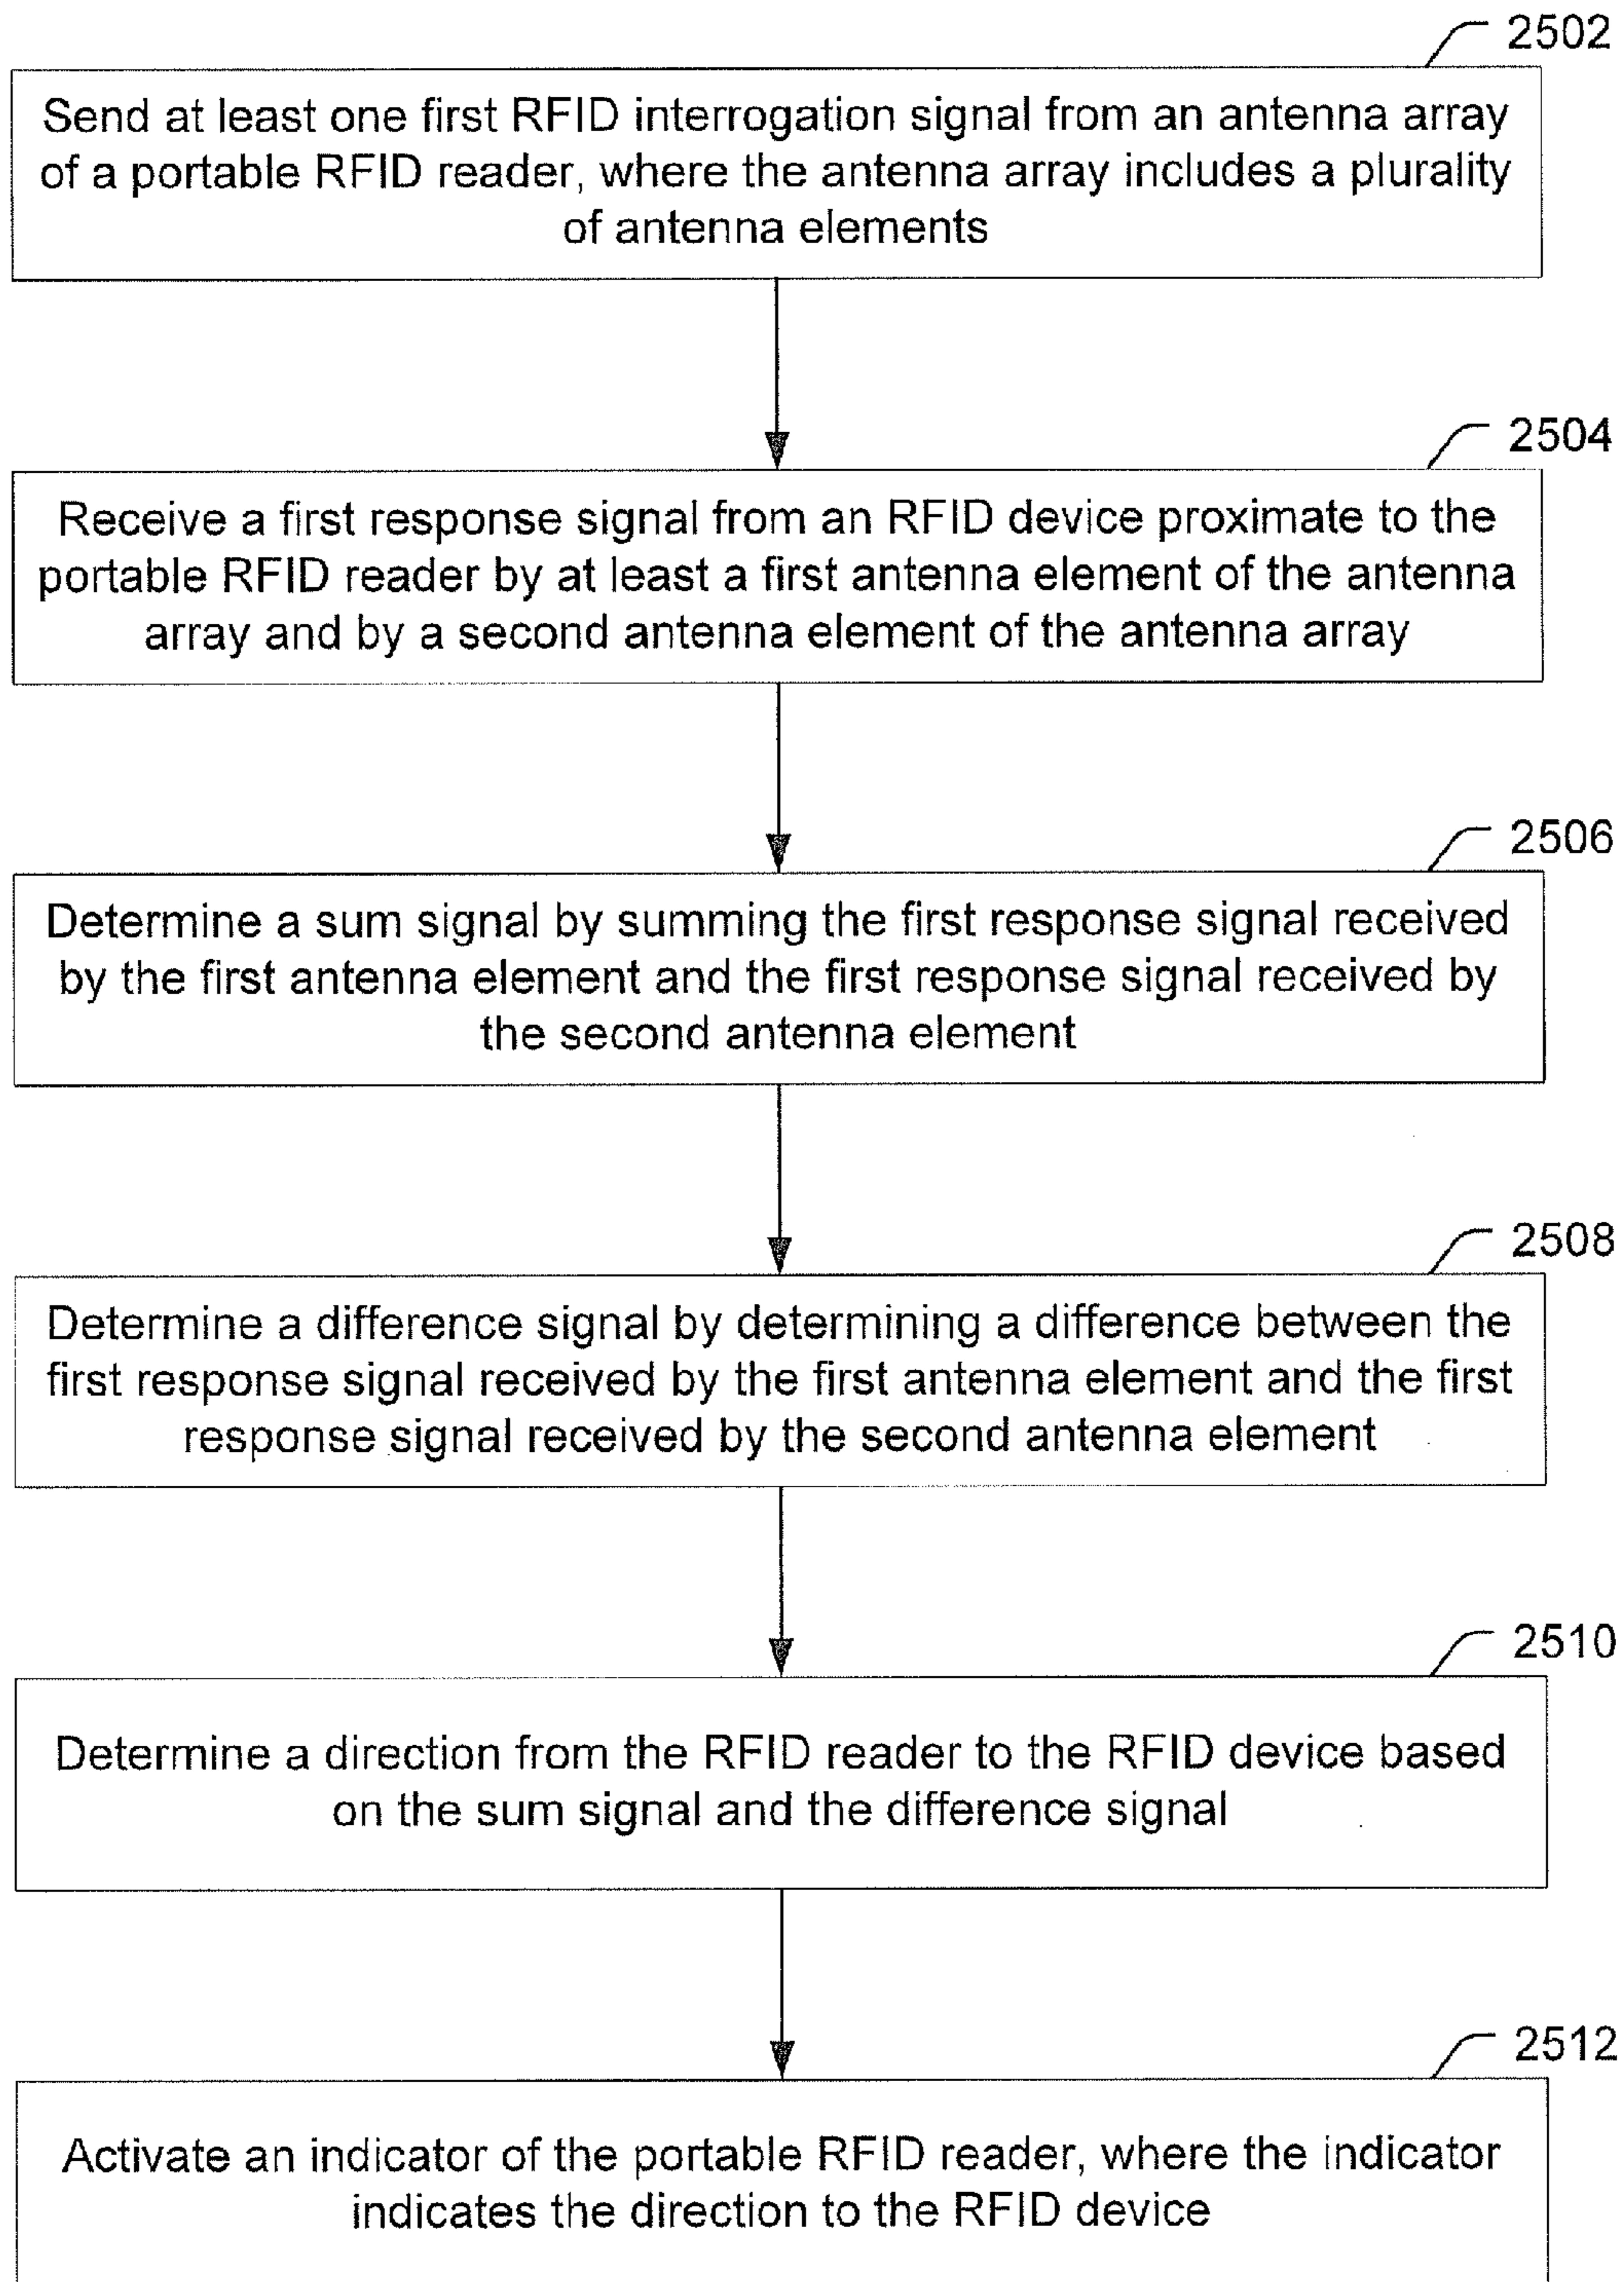 2502
Send at least one first RFID interrogation signal from an antenna array
of a portable RFID reader, where the antenna array includes a plurality
of antenna elements
2504
Receive a first response signal from an RFID device proximate to the
portable RFID reader by at least a first antenna element of the antenna
array and by a second antenna element of the antenna array
2506
Determine a sum signal by summing the first response signal received
by the first antenna element and the first response signal received by
the second antenna element
2508
Determine a difference signal by determining a difference between the
first response signal received by the first antenna element and the first
response signal received by the second antenna element
2510
Determine a direction from the RFID reader to the RFID device based
on the sum signal and the difference signal
2512
Activate an indicator of the portable RFID reader, where the indicator
indicates the direction to the RFID device